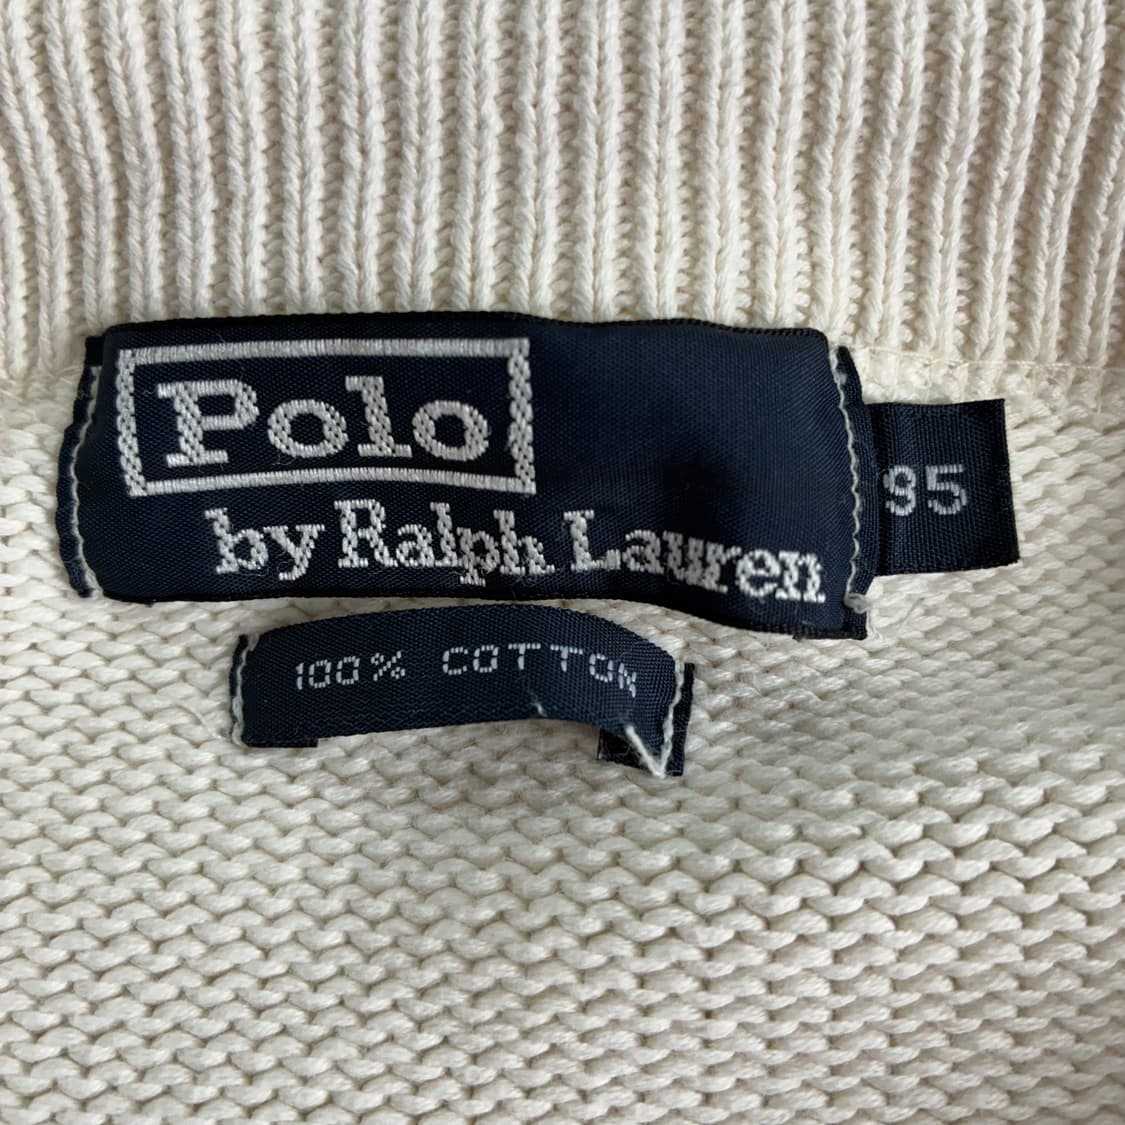 Polo
by Ralph Lauren
95
100% COTTON